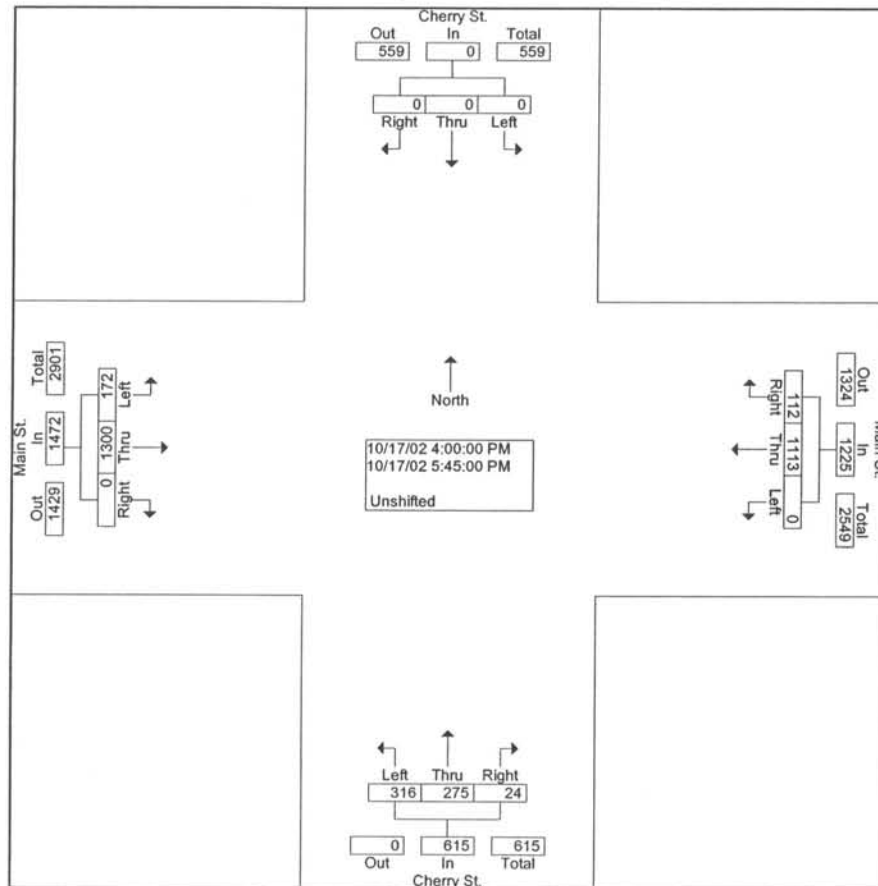 Cherry St.
Out In Total
559 0 559
0 0 0
Right Thru Left
North
10/17/02 4:00:00 PM
10/17/02 5:45:00 PM
Unshifted
Main St.
Total In Out
2901 1472 1429
172 1300 0
Left Thru Right
Main St.
Out In Total
1324 1225 2549
112 1113 0
Right Thru Left
Left Thru Right
316 275 24
0 615 615
Out In Total
Cherry St.